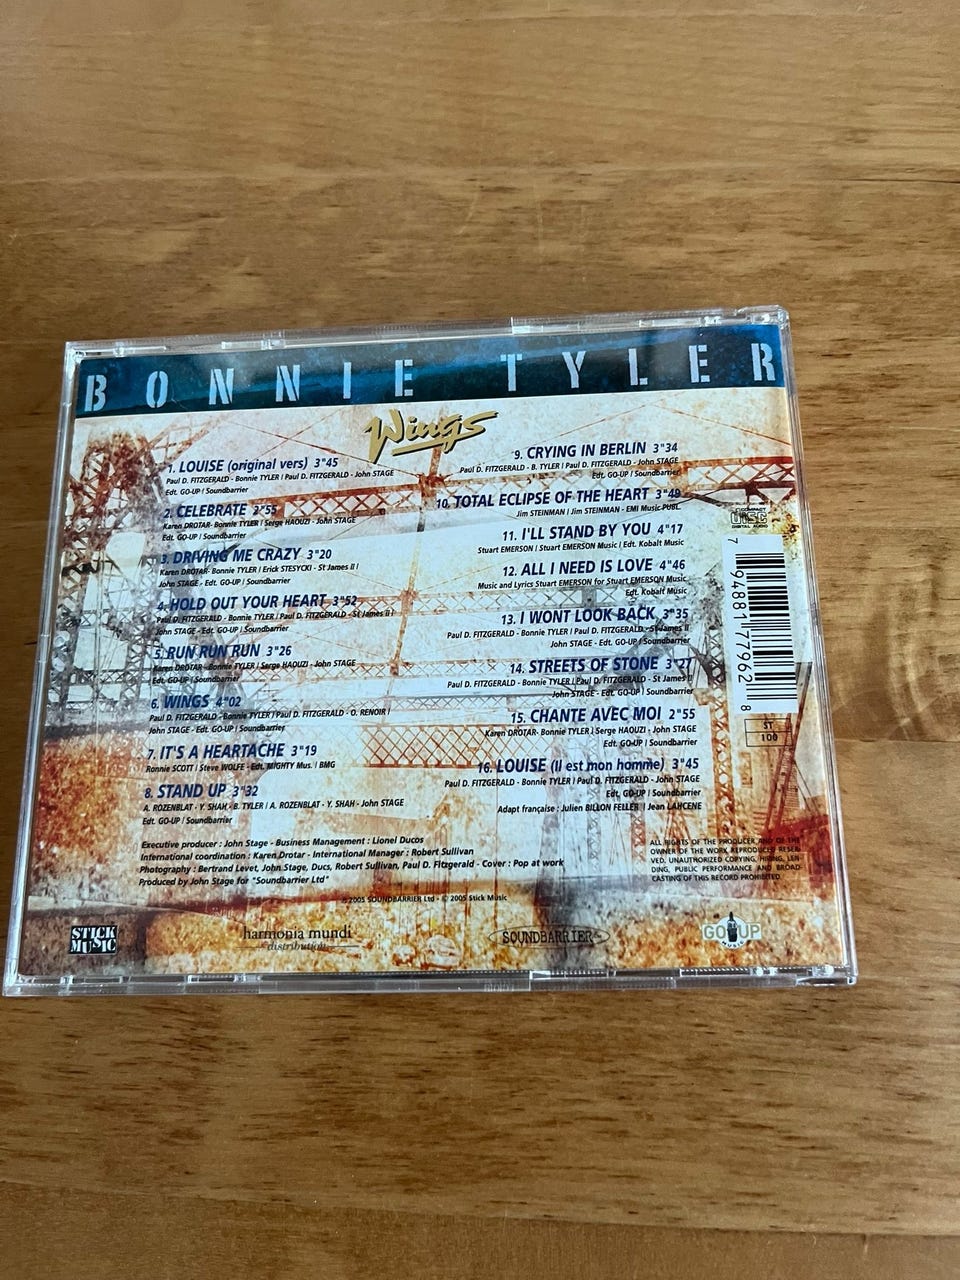 BONNIE TYLER
Wings
1. LOUISE (original vers) 3"45
Paul D. FITZGERALD - Bonnie TYLER / Paul D. FITZGERALD - John STAGE
Edt. GO-UP / Soundbarrier
2. CELEBRATE 2"55
Karen DROTAR- Bonnie TYLER / Serge HAOUZI - John STAGE
Edt. GO-UP / Soundbarrier
3. DRIVING ME CRAZY 3"20
Karen DROTAR- Bonnie TYLER / Erick STESYCKI - St James II /
John STAGE - Edt. GO-UP / Soundbarrier
4. HOLD OUT YOUR HEART 3"52
Paul D. FITZGERALD - Bonnie TYLER / Paul D. FITZGERALD - St James II /
John STAGE - Edt. GO-UP / Soundbarrier
5. RUN RUN RUN 3"26
Karen DROTAR- Bonnie TYLER / Serge HAOUZI - John STAGE
Edt. GO-UP / Soundbarrier
6. WINGS 4"02
Paul D. FITZGERALD - Bonnie TYLER / Paul D. FITZGERALD - O. RENOIR /
John STAGE - Edt. GO-UP / Soundbarrier
7. IT'S A HEARTACHE 3"19
Ronnie SCOTT / Steve WOLFE - Edt. MIGHTY Mus. / BMG
8. STAND UP 3"32
A. ROZENBLAT - Y. SHAH - B. TYLER / A. ROZENBLAT - Y. SHAH - John STAGE
Edt. GO-UP / Soundbarrier
9. CRYING IN BERLIN 3"34
Paul D. FITZGERALD - B. TYLER / Paul D. FITZGERALD - John STAGE
Edt. GO-UP / Soundbarrier
10. TOTAL ECLIPSE OF THE HEART 3"49
Jim STEINMAN / Jim STEINMAN - EMI Music PUBL.
11. I'LL STAND BY YOU 4"17
Stuart EMERSON / Stuart EMERSON Music / Edt. Kobalt Music
12. ALL I NEED IS LOVE 4"46
Music and Lyrics Stuart EMERSON for Stuart EMERSON Music
Edt. Kobalt Music
13. I WONT LOOK BACK 3"35
Paul D. FITZGERALD - Bonnie TYLER / Paul D. FITZGERALD - St James II
John STAGE - Edt. GO-UP / Soundbarrier
14. STREETS OF STONE 3"27
Paul D. FITZGERALD - Bonnie TYLER / Paul D. FITZGERALD - St James II
John STAGE - Edt. GO-UP / Soundbarrier
15. CHANTE AVEC MOI 2"55
Karen DROTAR- Bonnie TYLER / Serge HAOUZI - John STAGE
Edt. GO-UP / Soundbarrier
16. LOUISE (Il est mon homme) 3"45
Paul D. FITZGERALD - Bonnie TYLER / Paul D. FITZGERALD - John STAGE
Edt. GO-UP / Soundbarrier
Adapt française : Julien BILLON FELLER / Jean LAHCENE
COMPACT
DISC
DIGITAL AUDIO
7 94881 77962 8
ST
100
Executive producer : John Stage - Business Management : Lionel Ducos
International coordination : Karen Drotar - International Manager : Robert Sullivan
Photography : Bertrand Levet, John Stage, Ducs, Robert Sullivan, Paul D. Fitzgerald - Cover : Pop at work
Produced by John Stage for "Soundbarrier Ltd"
ALL RIGHTS OF THE PRODUCER AND OF THE
OWNER OF THE WORK REPRODUCED RESER-
VED. UNAUTHORIZED COPYING, HIRING, LEN-
DING, PUBLIC PERFORMANCE AND BROAD-
CASTING OF THIS RECORD PROHIBITED.
℗ 2005 SOUNDBARRIER Ltd - © 2005 Stick Music
STICK
MUSIC
harmonia mundi
distribution
SOUNDBARRIER
GO UP
MUSIC